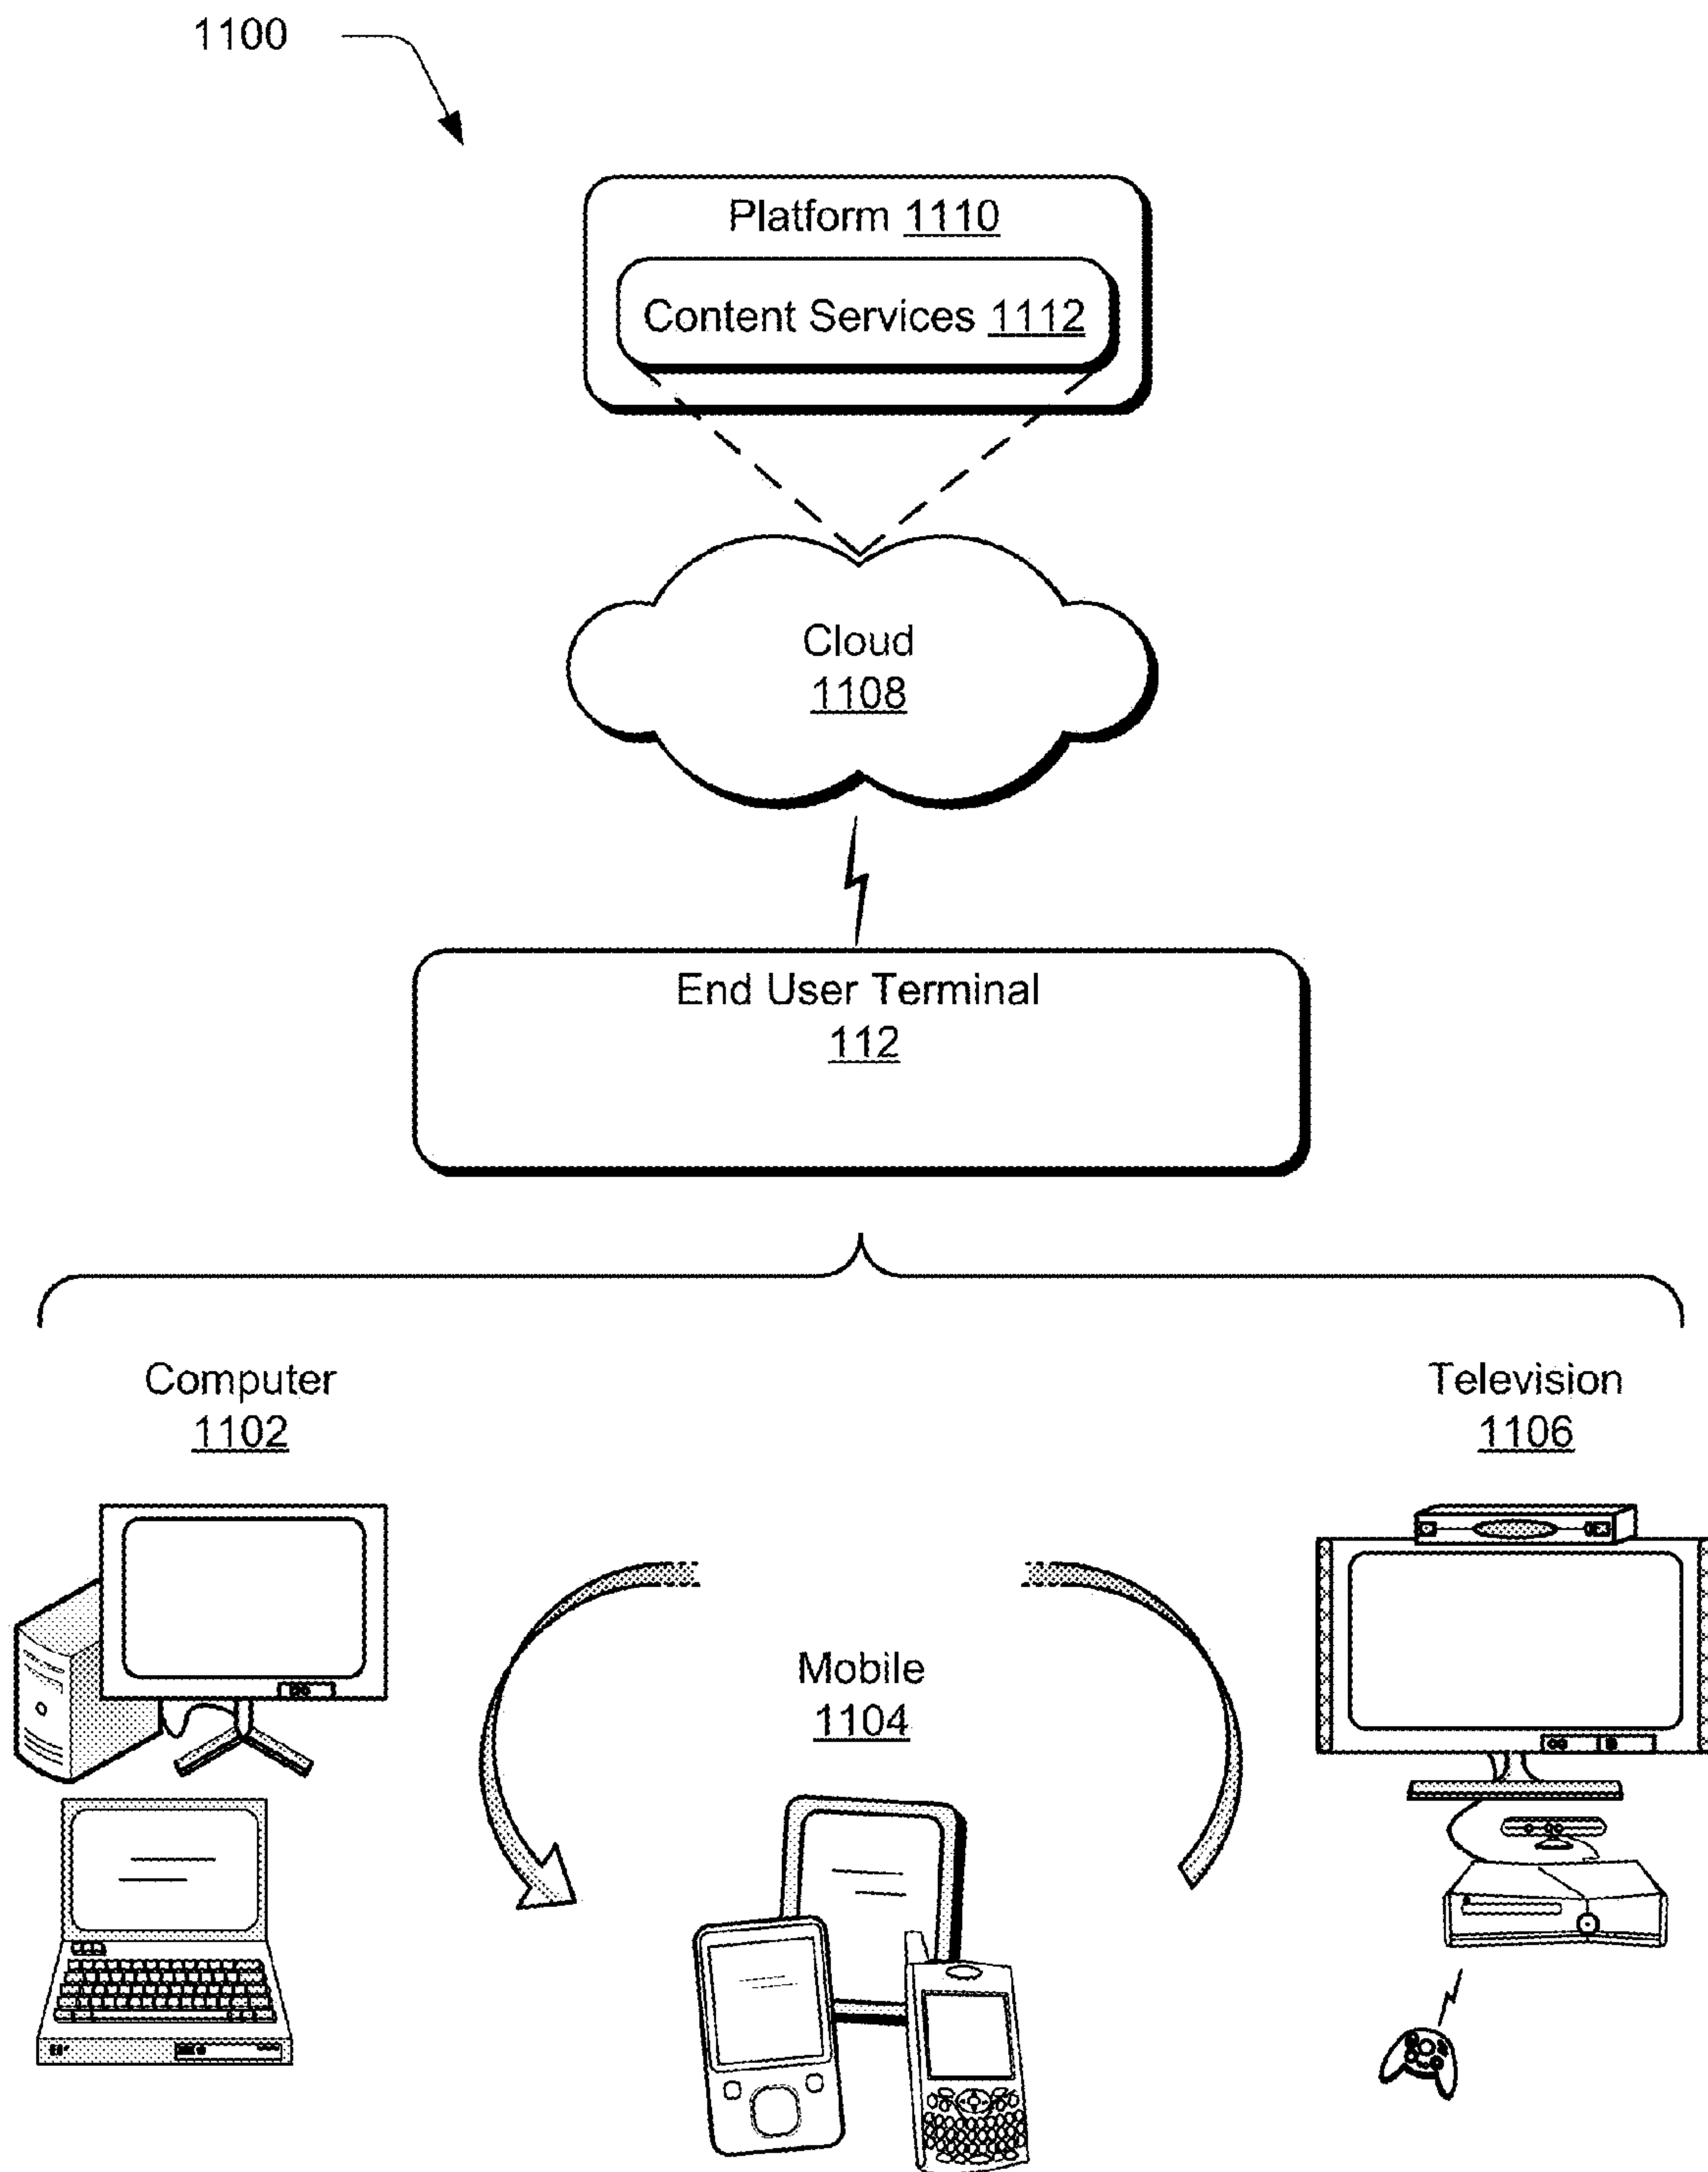 1100
Platform 1110
Content Services 1112
Cloud
1108
End User Terminal
112
Computer
1102
Television
1106
Mobile
1104